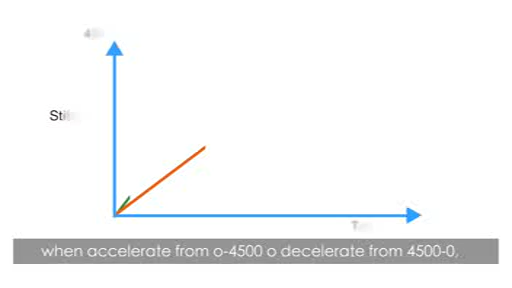 when accelerate from o-4500 o decelerate from 4500-0,